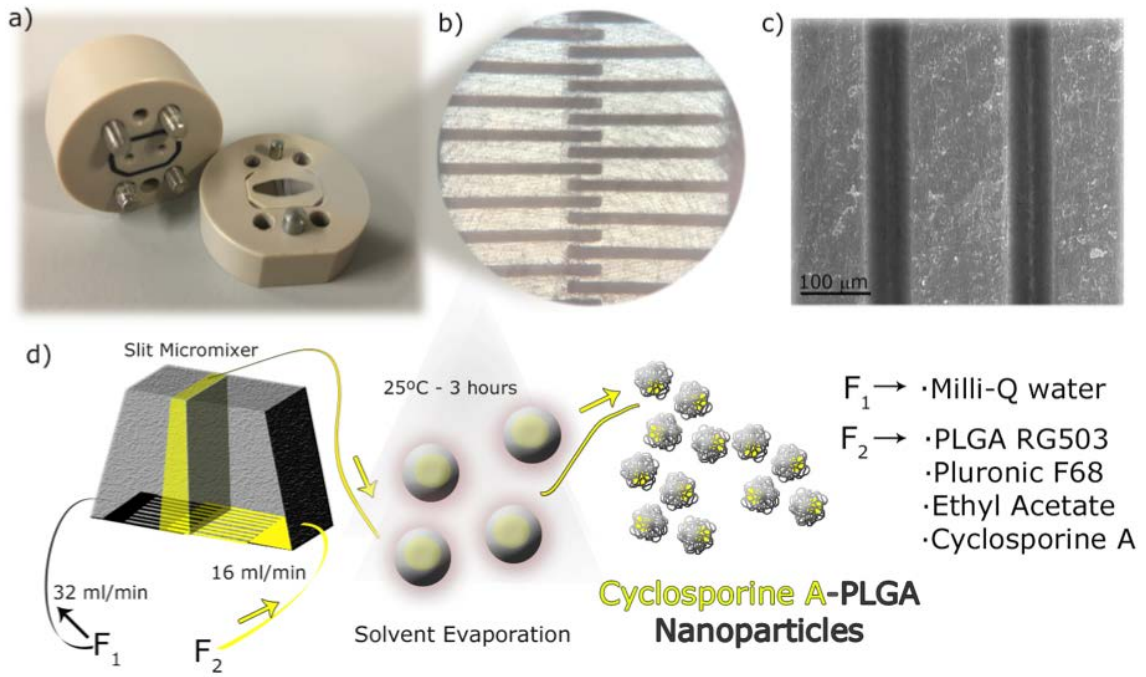 a)
b)
c)
100 µm
d)
Slit Micromixer
25ºC - 3 hours
F1
·Milli-Q water
F2
·PLGA RG503
·Pluronic F68
·Ethyl Acetate
·Cyclosporine A
32 ml/min
16 ml/min
F1
F2
Solvent Evaporation
Cyclosporine A-PLGA
Nanoparticles